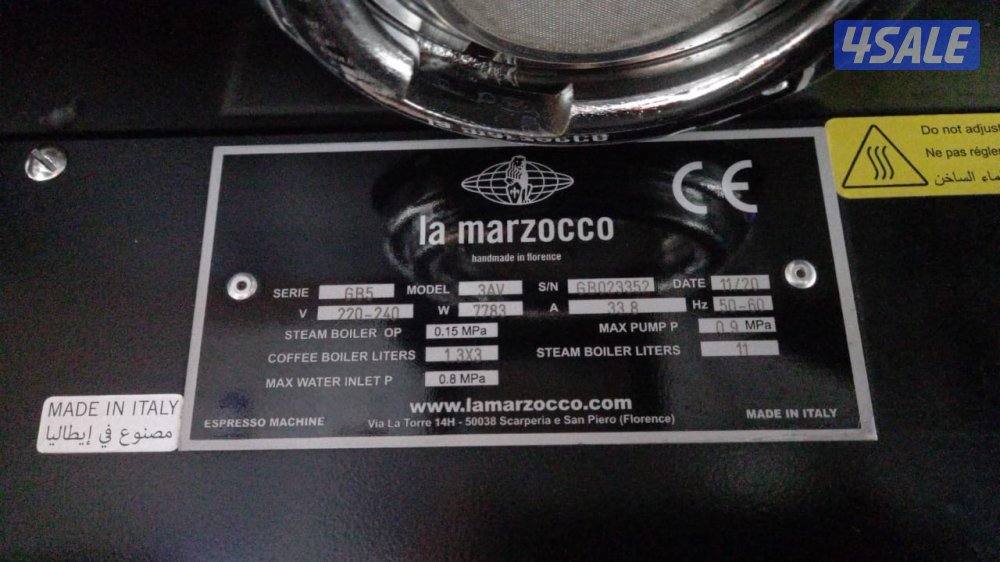 4SALE
la marzocco
Do not adjust
Ne pas régler
الماء الساخن
CE
la marzocco
handmade in florence
SERIE GB5 MODEL 3AV S/N GB023352 DATE 11/20
V 220-240 W 7783 A 33.8 Hz 50-60
STEAM BOILER OP 0.15 MPa MAX PUMP P 0.9 MPa
COFFEE BOILER LITERS 1.3X3 STEAM BOILER LITERS 11
MAX WATER INLET P 0.8 MPa
www.lamarzocco.com
ESPRESSO MACHINE Via La Torre 14H - 50038 Scarperia e San Piero (Florence) MADE IN ITALY
MADE IN ITALY
مصنوع في إيطاليا